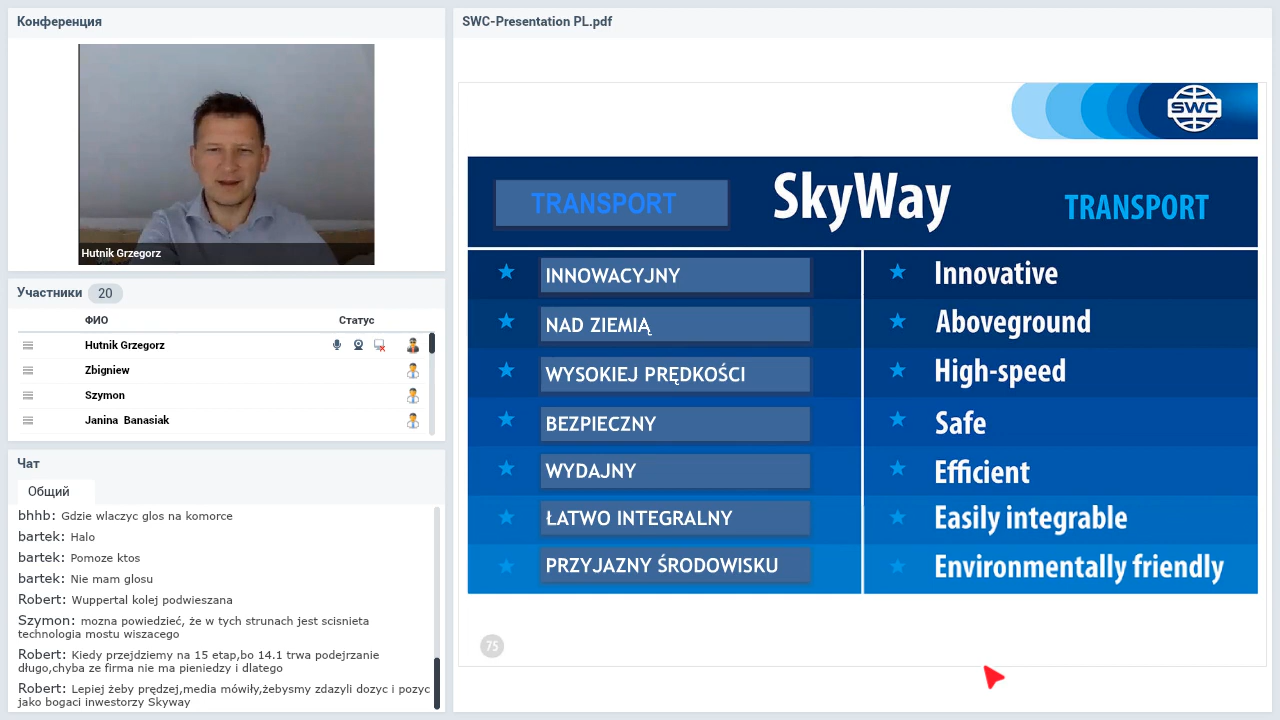 Конференция
Hutnik Grzegorz
Участники 20
ФИО Статус
Hutnik Grzegorz
Zbigniew
Szymon
Janina Banasiak
Чат
Общий
bhhb: Gdzie wlaczyc glos na komorce
bartek: Halo
bartek: Pomoze ktos
bartek: Nie mam glosu
Robert: Wuppertal kolej podwieszana
Szymon: mozna powiedzieć, że w tych strunach jest scisnieta
technologia mostu wiszacego
Robert: Kiedy przejdziemy na 15 etap,bo 14.1 trwa podejrzanie
długo,chyba ze firma nie ma pieniedzy i dlatego
Robert: Lepiej żeby prędzej,media mówiły,żebysmy zdazyli dozyc i pozyc
jako bogaci inwestorzy Skyway
SWC-Presentation PL.pdf
SWC
TRANSPORT SkyWay TRANSPORT
INNOWACYJNY Innovative
NAD ZIEMIĄ Aboveground
WYSOKIEJ PRĘDKOŚCI High-speed
BEZPIECZNY Safe
WYDAJNY Efficient
ŁATWO INTEGRALNY Easily integrable
PRZYJAZNY ŚRODOWISKU Environmentally friendly
75